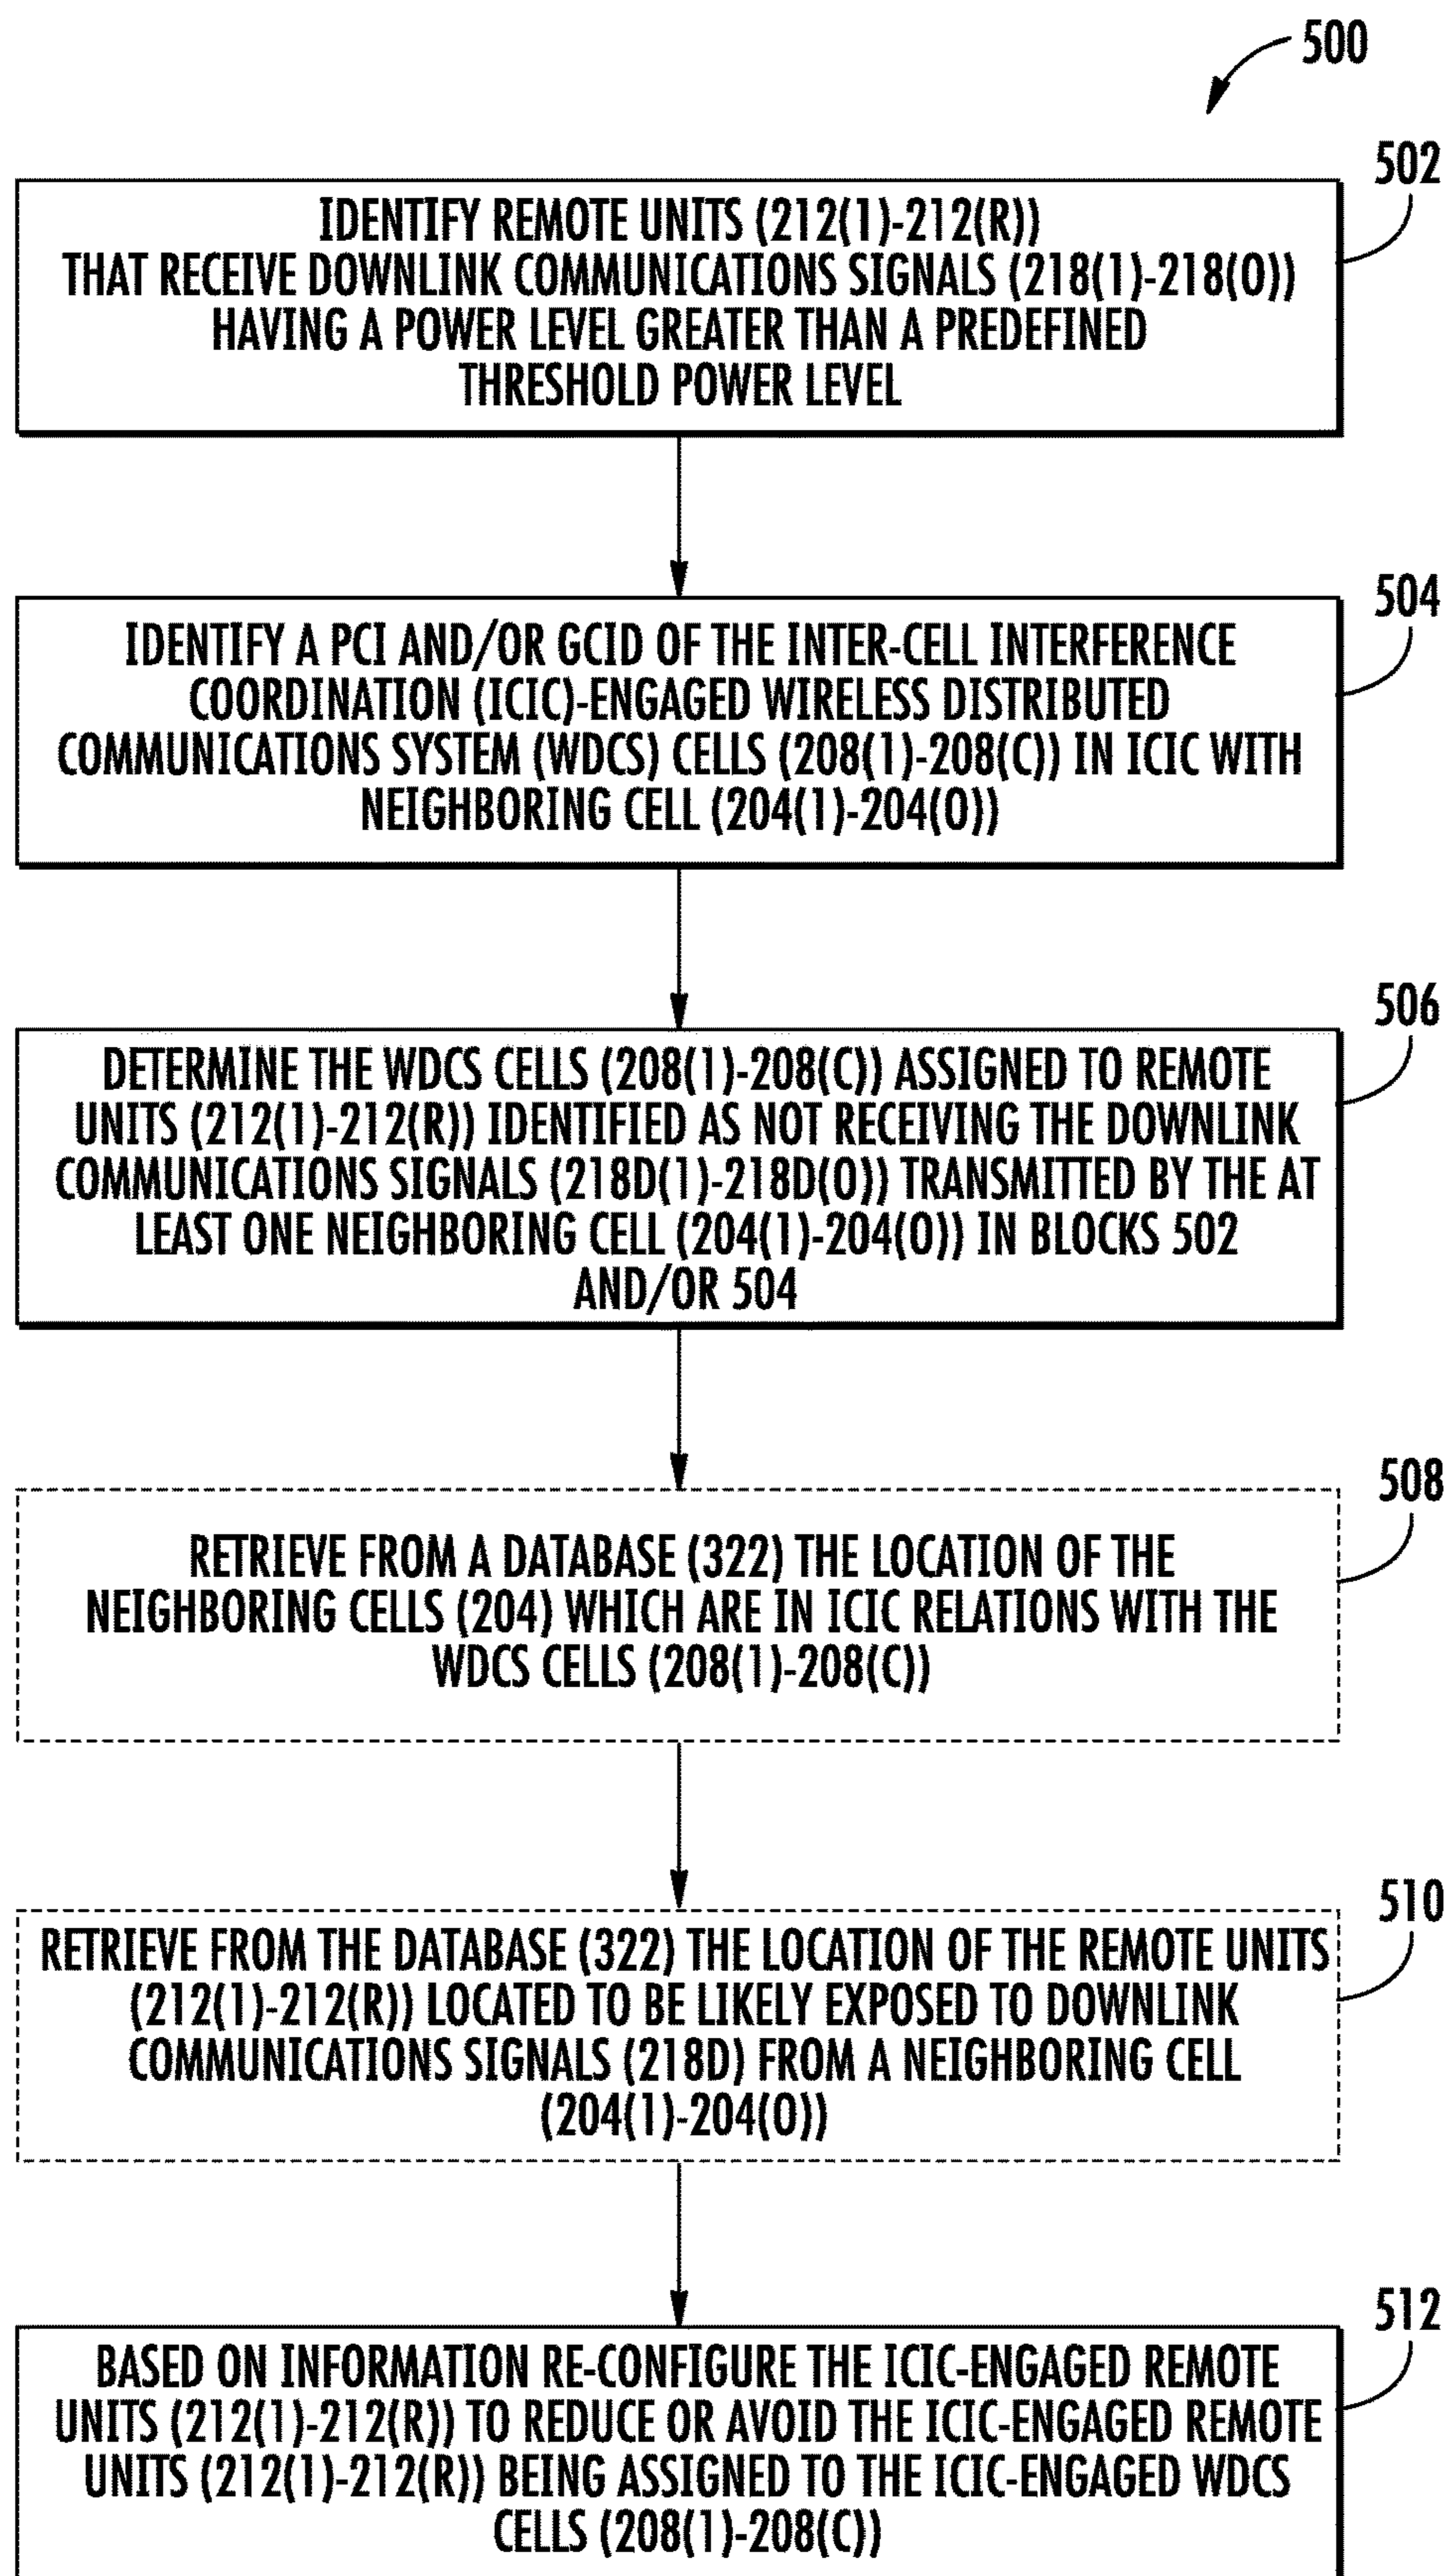 500
502
IDENTIFY REMOTE UNITS (212(1)-212(R))
THAT RECEIVE DOWNLINK COMMUNICATIONS SIGNALS (218(1)-218(O))
HAVING A POWER LEVEL GREATER THAN A PREDEFINED
THRESHOLD POWER LEVEL
504
IDENTIFY A PCI AND/OR GCID OF THE INTER-CELL INTERFERENCE
COORDINATION (ICIC)-ENGAGED WIRELESS DISTRIBUTED
COMMUNICATIONS SYSTEM (WDCS) CELLS (208(1)-208(C)) IN ICIC WITH
NEIGHBORING CELL (204(1)-204(O))
506
DETERMINE THE WDCS CELLS (208(1)-208(C)) ASSIGNED TO REMOTE
UNITS (212(1)-212(R)) IDENTIFIED AS NOT RECEIVING THE DOWNLINK
COMMUNICATIONS SIGNALS (218D(1)-218D(O)) TRANSMITTED BY THE AT
LEAST ONE NEIGHBORING CELL (204(1)-204(O)) IN BLOCKS 502
AND/OR 504
508
RETRIEVE FROM A DATABASE (322) THE LOCATION OF THE
NEIGHBORING CELLS (204) WHICH ARE IN ICIC RELATIONS WITH THE
WDCS CELLS (208(1)-208(C))
510
RETRIEVE FROM THE DATABASE (322) THE LOCATION OF THE REMOTE UNITS
(212(1)-212(R)) LOCATED TO BE LIKELY EXPOSED TO DOWNLINK
COMMUNICATIONS SIGNALS (218D) FROM A NEIGHBORING CELL
(204(1)-204(O))
512
BASED ON INFORMATION RE-CONFIGURE THE ICIC-ENGAGED REMOTE
UNITS (212(1)-212(R)) TO REDUCE OR AVOID THE ICIC-ENGAGED REMOTE
UNITS (212(1)-212(R)) BEING ASSIGNED TO THE ICIC-ENGAGED WDCS
CELLS (208(1)-208(C))